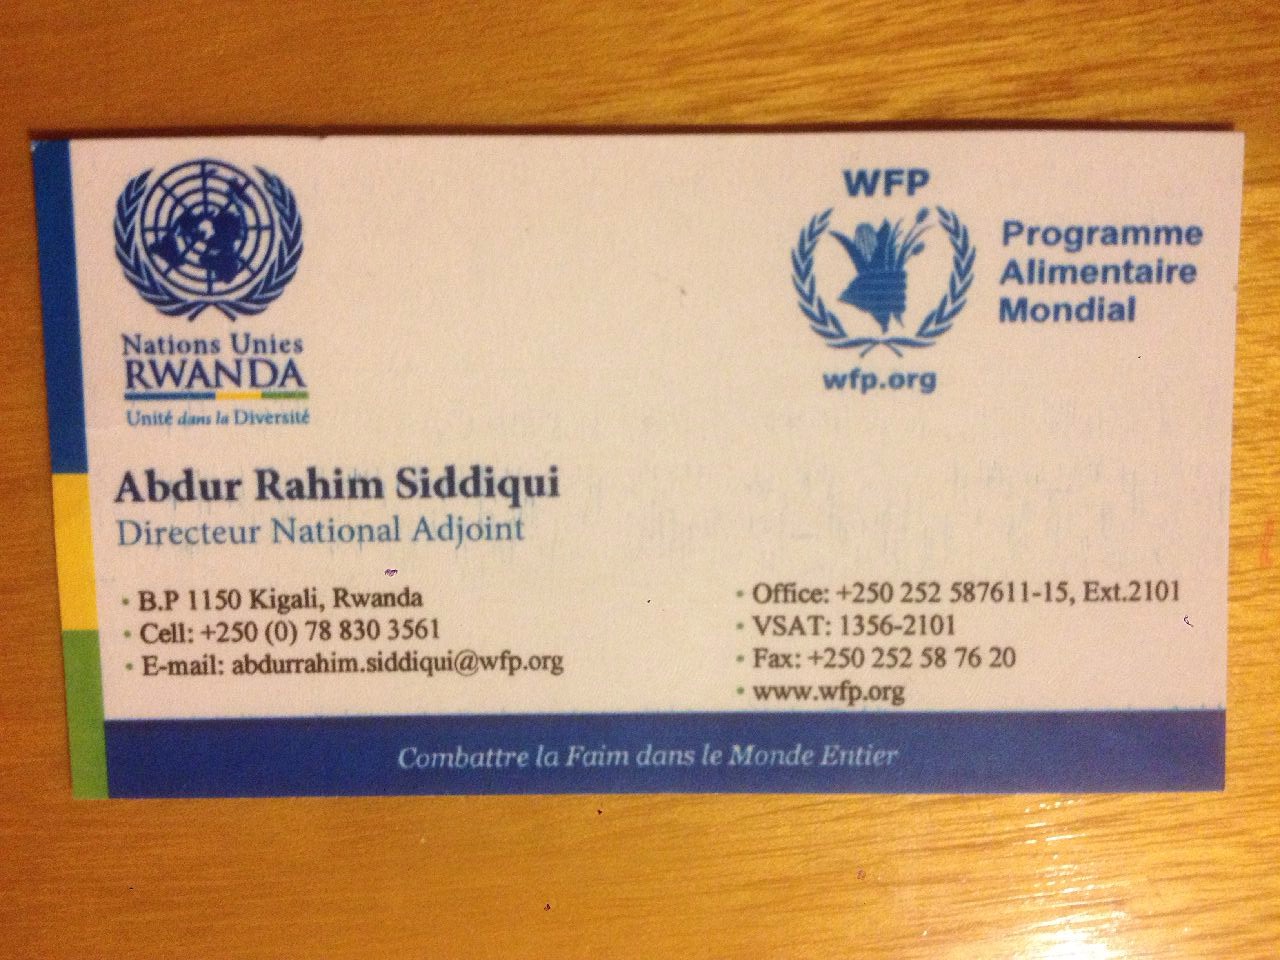 Nations Unies
RWANDA
Unité dans la Diversité
WFP
Programme
Alimentaire
Mondial
wfp.org
Abdur Rahim Siddiqui
Directeur National Adjoint
• B.P 1150 Kigali, Rwanda
• Cell: +250 (0) 78 830 3561
• E-mail: abdurrahim.siddiqui@wfp.org
• Office: +250 252 587611-15, Ext.2101
• VSAT: 1356-2101
• Fax: +250 252 58 76 20
• www.wfp.org
Combattre la Faim dans le Monde Entier